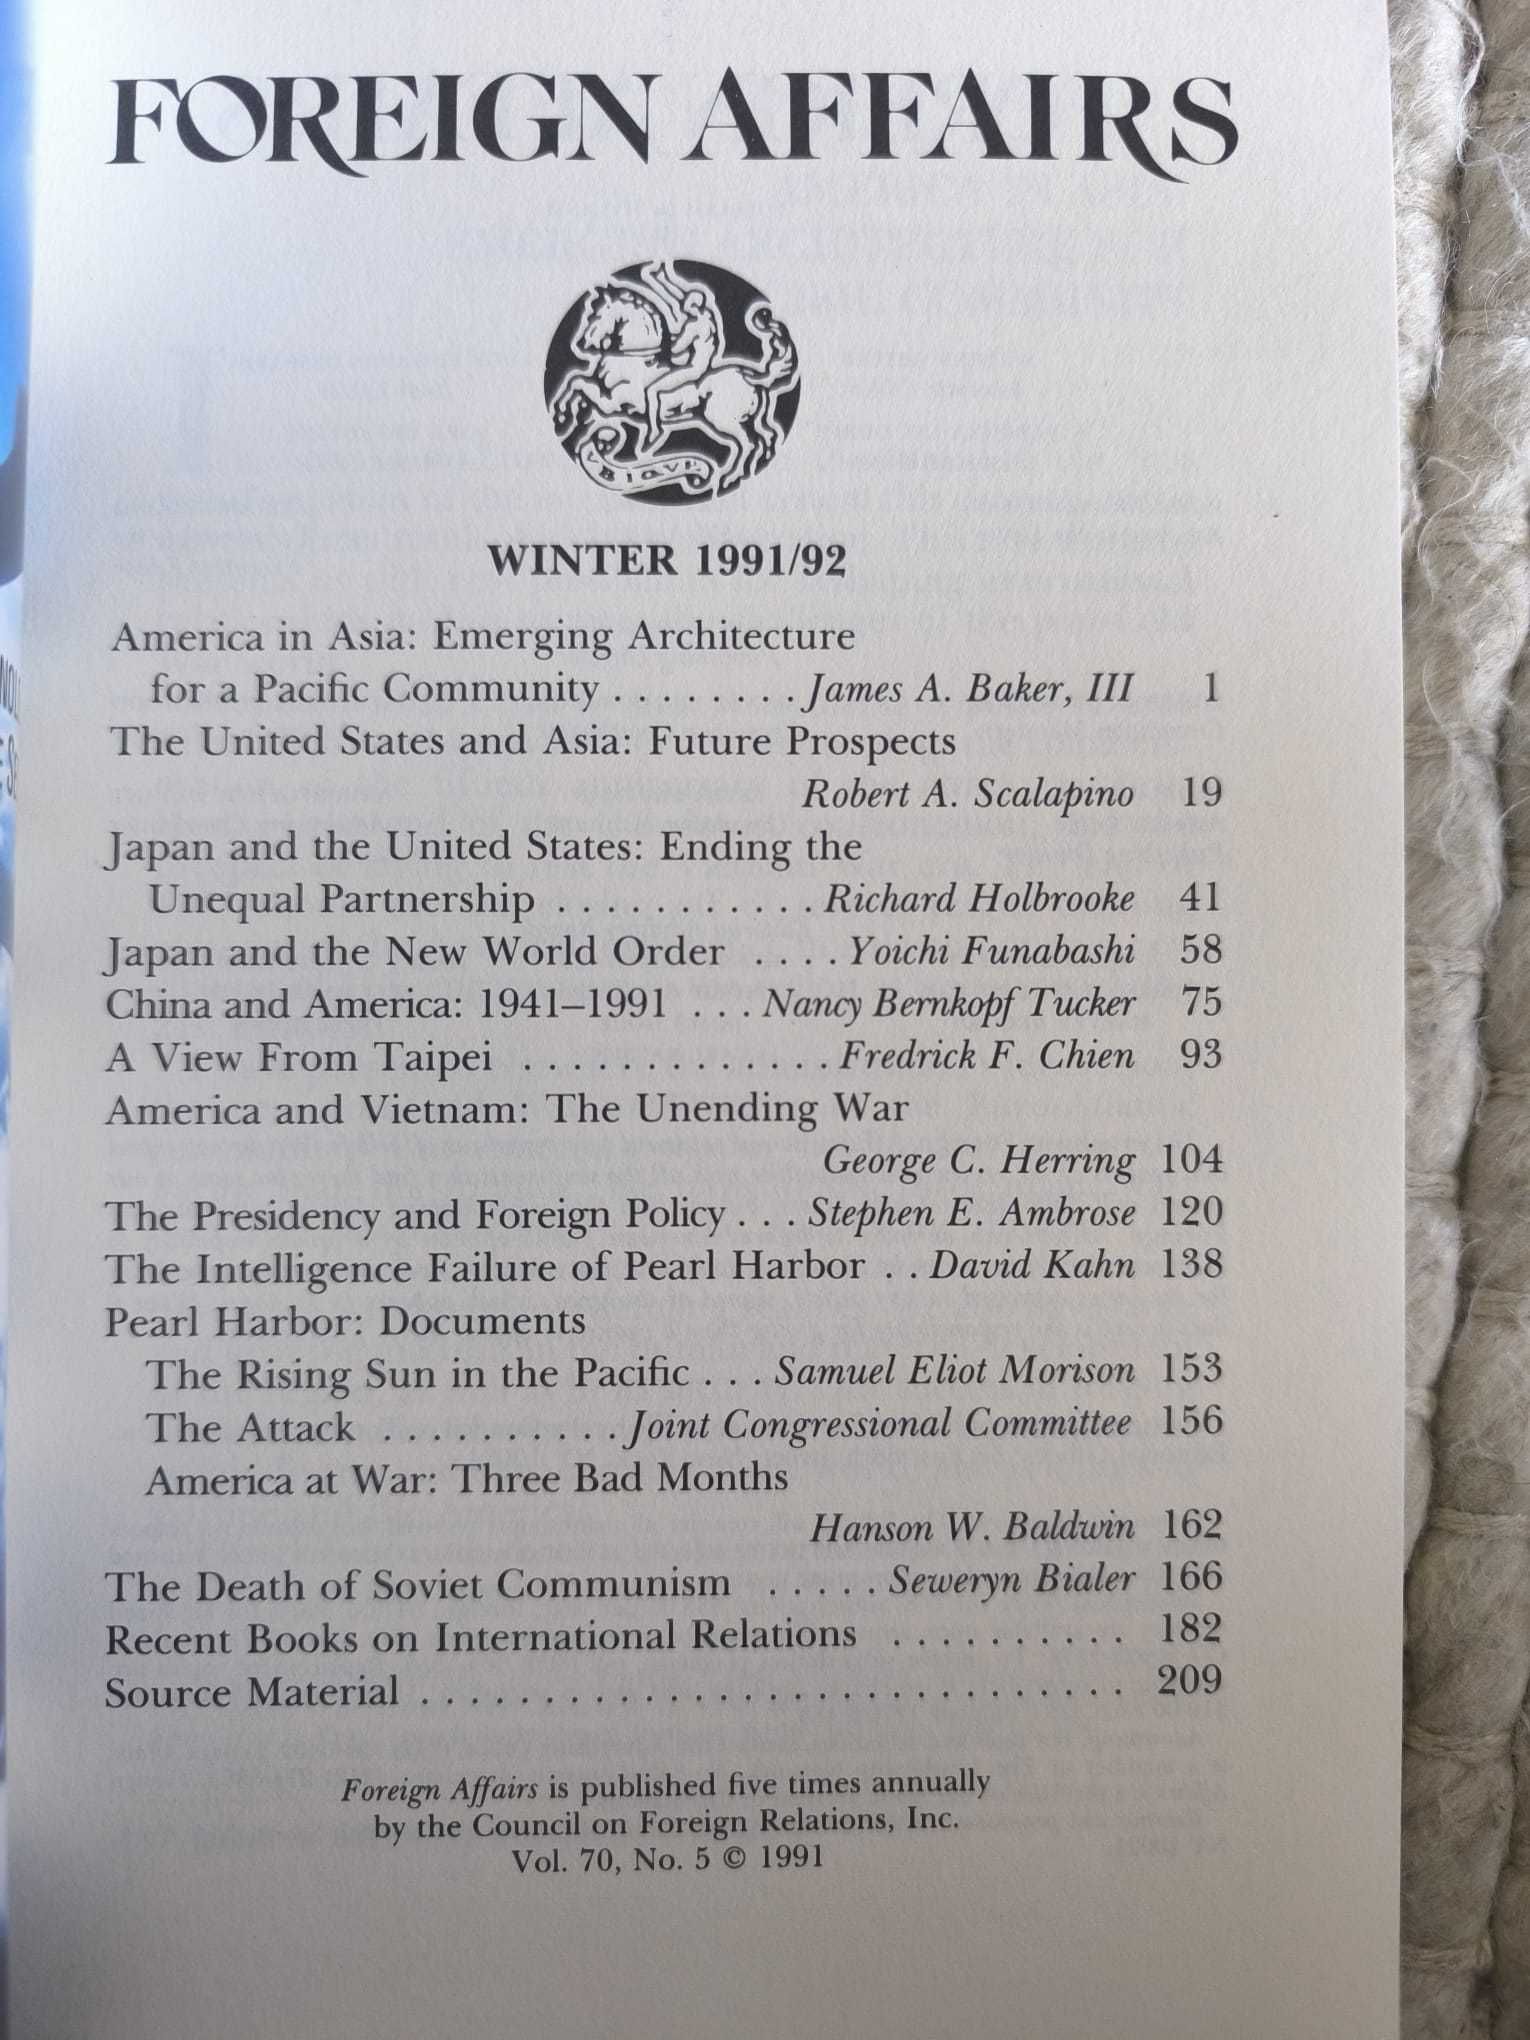 FOREIGN AFFAIRS
VBIQVE
WINTER 1991/92
America in Asia: Emerging Architecture
for a Pacific Community . . . . . . . . James A. Baker, III 1
The United States and Asia: Future Prospects
Robert A. Scalapino 19
Japan and the United States: Ending the
Unequal Partnership . . . . . . . . . . . Richard Holbrooke 41
Japan and the New World Order . . . . Yoichi Funabashi 58
China and America: 1941–1991 . . . Nancy Bernkopf Tucker 75
A View From Taipei . . . . . . . . . . . . . Fredrick F. Chien 93
America and Vietnam: The Unending War
George C. Herring 104
The Presidency and Foreign Policy . . . Stephen E. Ambrose 120
The Intelligence Failure of Pearl Harbor . . David Kahn 138
Pearl Harbor: Documents
The Rising Sun in the Pacific . . . Samuel Eliot Morison 153
The Attack . . . . . . . . . . Joint Congressional Committee 156
America at War: Three Bad Months
Hanson W. Baldwin 162
The Death of Soviet Communism . . . . . Seweryn Bialer 166
Recent Books on International Relations . . . . . . . . . . 182
Source Material . . . . . . . . . . . . . . . . . . . . . . . . . . . . . 209
Foreign Affairs is published five times annually
by the Council on Foreign Relations, Inc.
Vol. 70, No. 5 © 1991